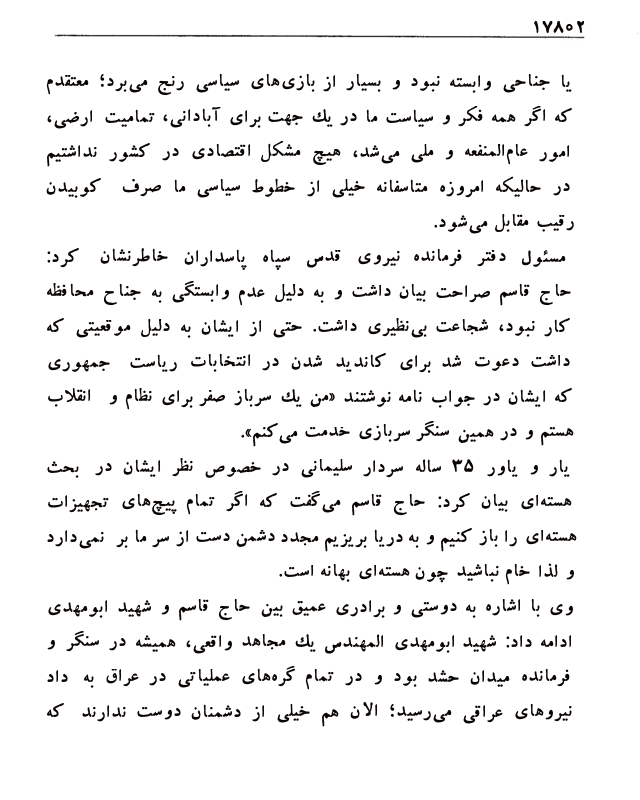 ۱۷۸۰۲
یا جناحی وابسته نبود و بسیار از بازی‌های سیاسی رنج می‌برد؛ معتقدم
که اگر همه فکر و سیاست ما در یك جهت برای آبادانی، تمامیت ارضی،
امور عام‌المنفعه و ملی می‌شد، هیچ مشکل اقتصادی در کشور نداشتیم
در حالیکه امروزه متاسفانه خیلی از خطوط سیاسی ما صرف کوبیدن
رقیب مقابل می‌شود.
مسئول دفتر فرمانده نیروی قدس سپاه پاسداران خاطرنشان کرد:
حاج قاسم صراحت بیان داشت و به دلیل عدم وابستگی به جناح محافظه
کار نبود، شجاعت بی‌نظیری داشت. حتی از ایشان به دلیل موقعیتی که
داشت دعوت شد برای کاندید شدن در انتخابات ریاست جمهوری
که ایشان در جواب نامه نوشتند «من یك سرباز صفر برای نظام و انقلاب
هستم و در همین سنگر سربازی خدمت می‌کنم».
یار و یاور ۳۵ ساله سردار سلیمانی در خصوص نظر ایشان در بحث
هسته‌ای بیان کرد: حاج قاسم می‌گفت که اگر تمام پیچ‌های تجهیزات
هسته‌ای را باز کنیم و به دریا بریزیم مجدد دشمن دست از سر ما بر نمی‌دارد
و لذا خام نباشید چون هسته‌ای بهانه است.
وی با اشاره به دوستی و برادری عمیق بین حاج قاسم و شهید ابومهدی
ادامه داد: شهید ابومهدی المهندس یك مجاهد واقعی، همیشه در سنگر و
فرمانده میدان حشد بود و در تمام گره‌های عملیاتی در عراق به داد
نیروهای عراقی می‌رسید؛ الان هم خیلی از دشمنان دوست ندارند که